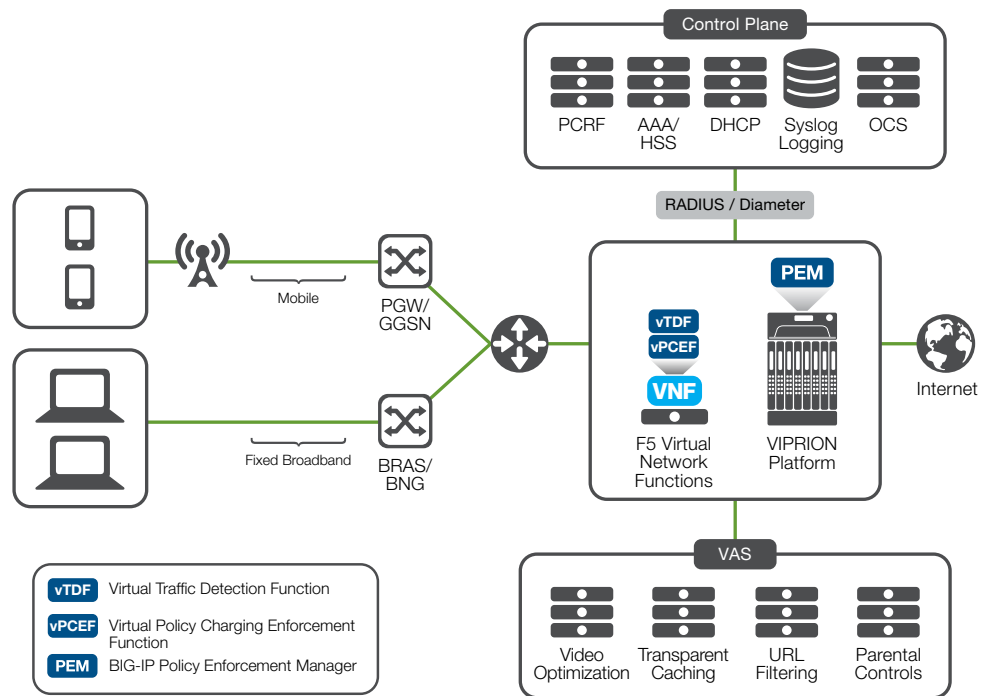 Control Plane
PCRF
AAA/
HSS
DHCP
Syslog
Logging
OCS
RADIUS / Diameter
Mobile
PGW/
GGSN
Fixed Broadband
BRAS/
BNG
vTDF
vPCEF
VNF
F5 Virtual
Network
Functions
PEM
VIPRION
Platform
Internet
VAS
Video
Optimization
Transparent
Caching
URL
Filtering
Parental
Controls
vTDF Virtual Traffic Detection Function
vPCEF Virtual Policy Charging Enforcement
Function
PEM BIG-IP Policy Enforcement Manager